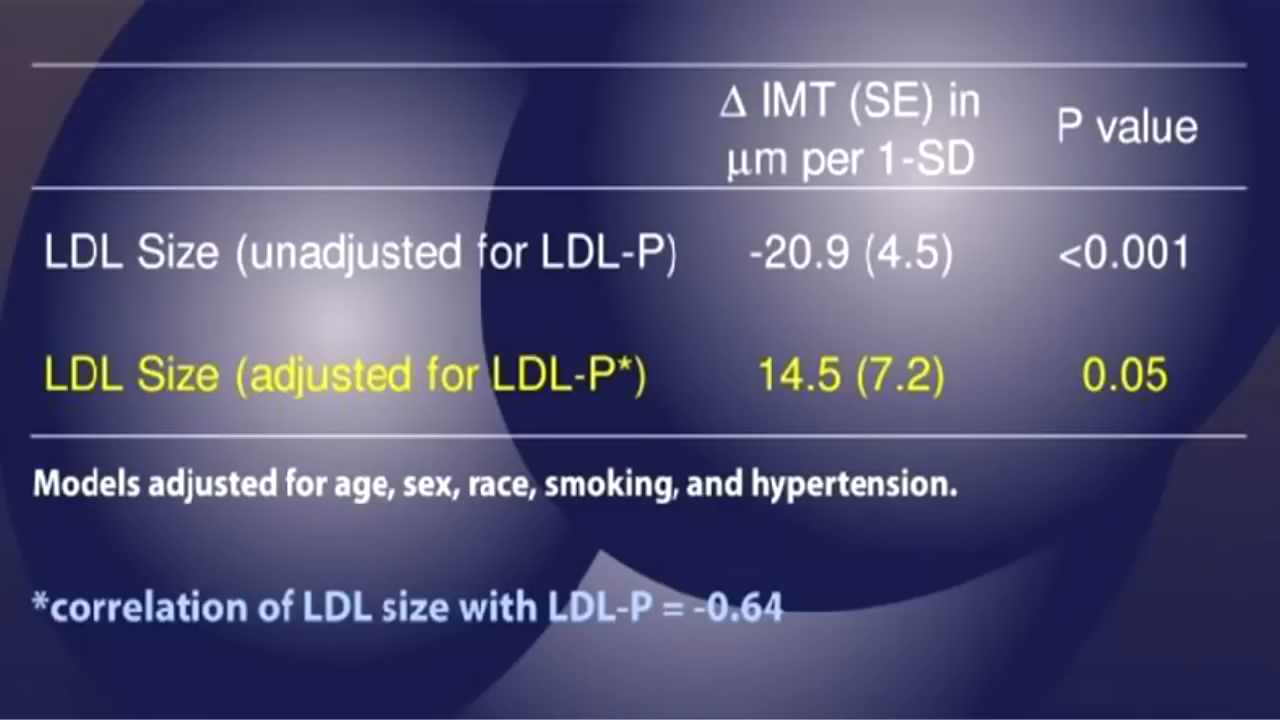 Δ IMT (SE) in
μm per 1-SD
P value
LDL Size (unadjusted for LDL-P) -20.9 (4.5) <0.001
LDL Size (adjusted for LDL-P*) 14.5 (7.2) 0.05
Models adjusted for age, sex, race, smoking, and hypertension.
*correlation of LDL size with LDL-P = -0.64